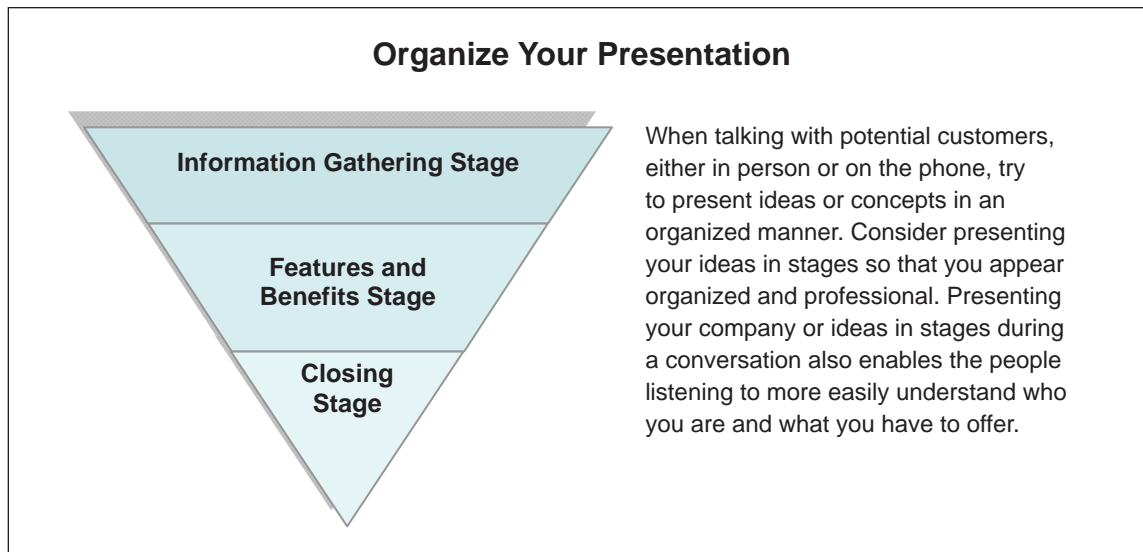 Organize Your Presentation
Information Gathering Stage
Features and
Benefits Stage
Closing
Stage
When talking with potential customers,
either in person or on the phone, try
to present ideas or concepts in an
organized manner. Consider presenting
your ideas in stages so that you appear
organized and professional. Presenting
your company or ideas in stages during
a conversation also enables the people
listening to more easily understand who
you are and what you have to offer.